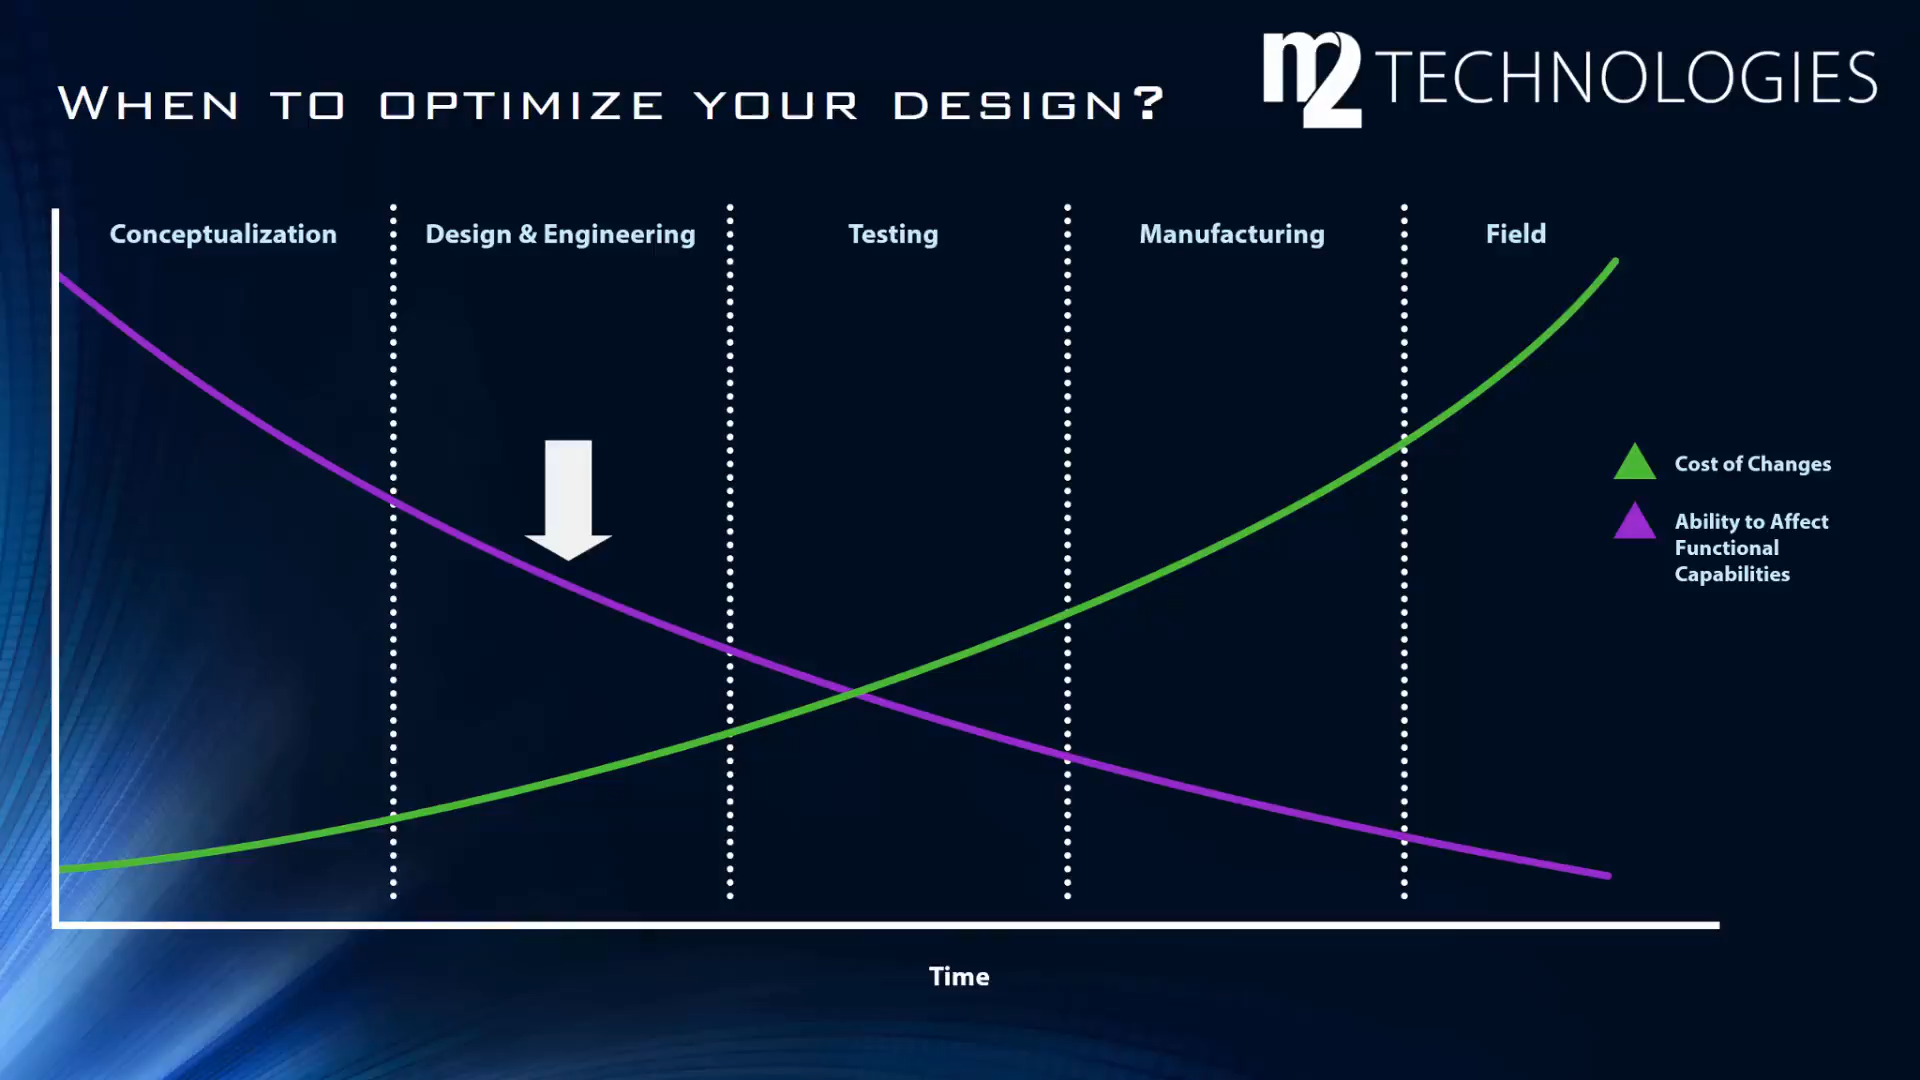 WHEN TO OPTIMIZE YOUR DESIGN?
m2 TECHNOLOGIES
Conceptualization
Design & Engineering
Testing
Manufacturing
Field
Cost of Changes
Ability to Affect
Functional
Capabilities
Time